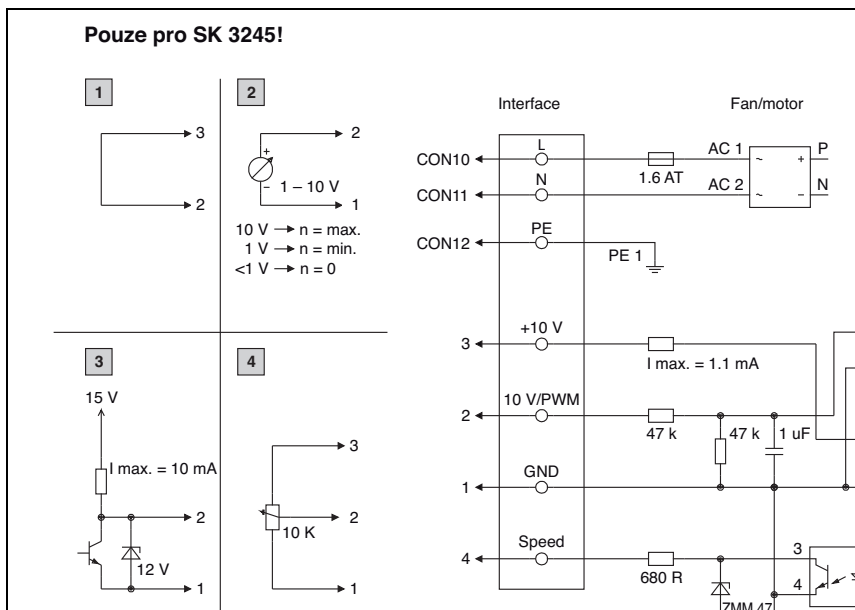 Pouze pro SK 3245!
1
3
2
2
+
2
–
1 – 10 V
1
10 V → n = max.
1 V → n = min.
<1 V → n = 0
3
15 V
I max. = 10 mA
2
12 V
1
4
3
10 K
2
1
Interface
Fan/motor
CON10
L
1.6 AT
AC 1
~
+
P
CON11
N
AC 2
~
–
N
CON12
PE
PE 1
3
+10 V
I max. = 1.1 mA
2
10 V/PWM
47 k
47 k
1 uF
1
GND
4
Speed
680 R
3
4
ZMM 47